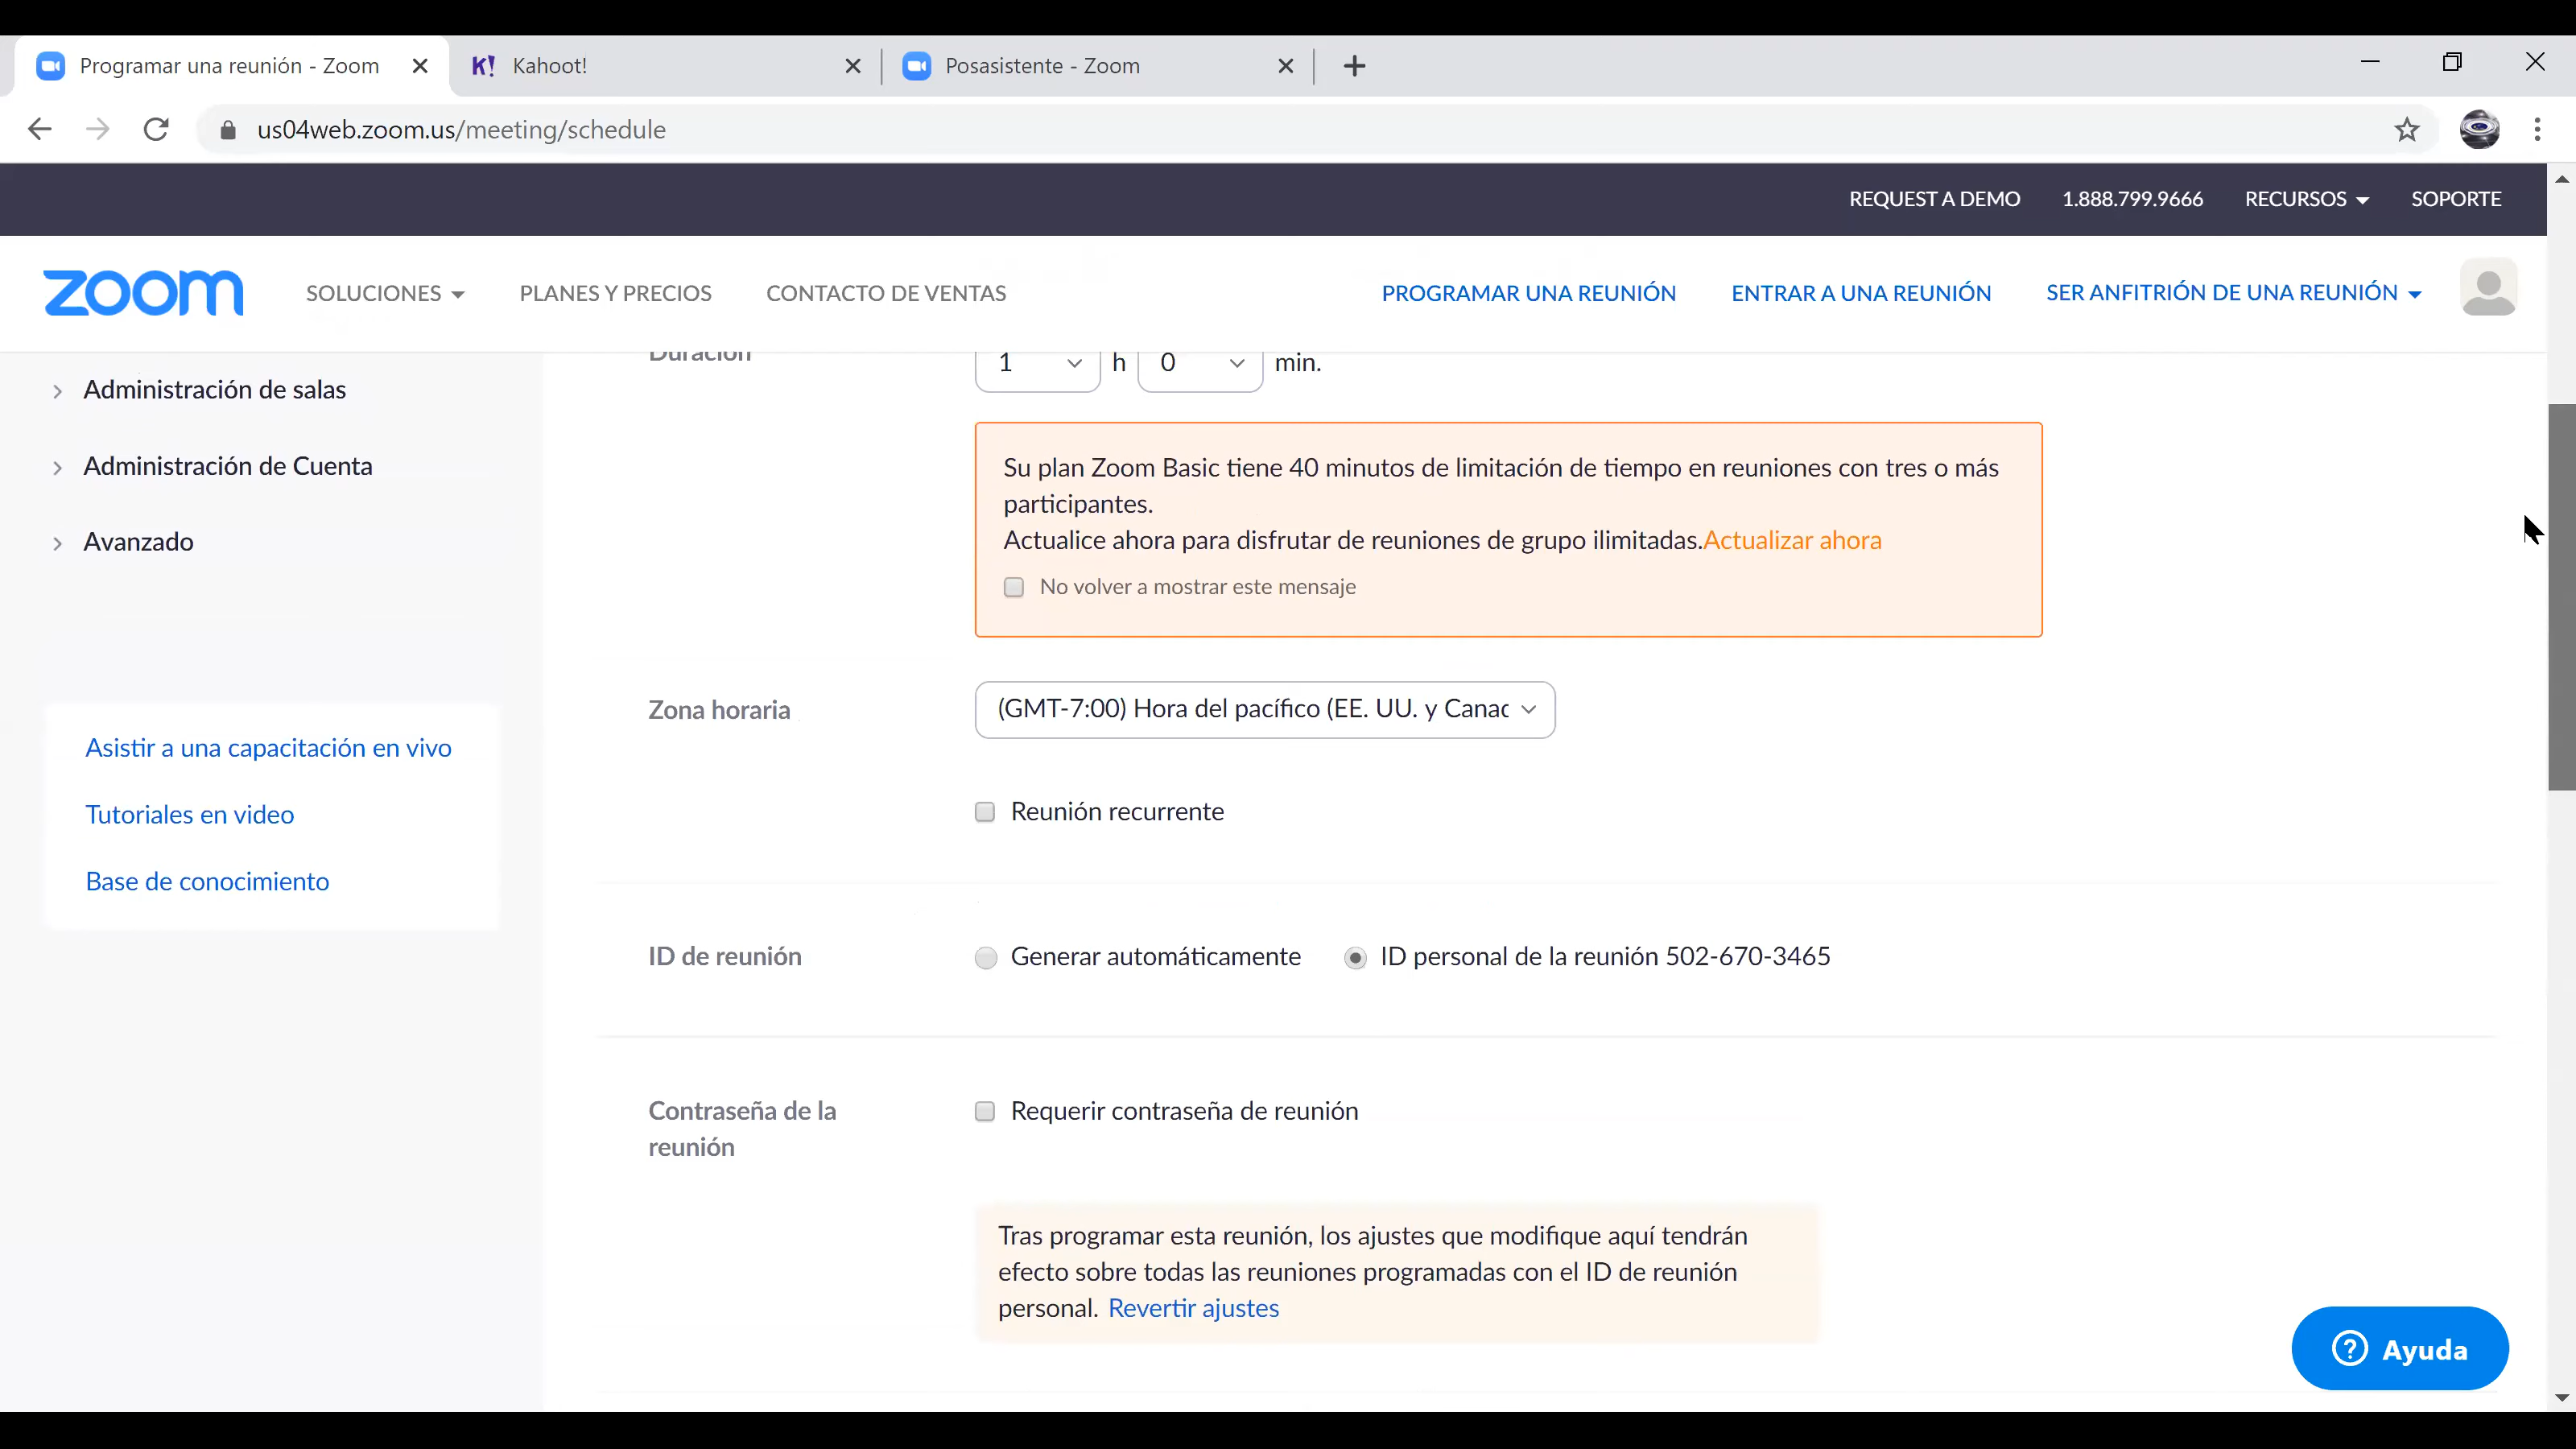 Programar una reunión - Zoom
K! Kahoot!
Posasistente - Zoom
us04web.zoom.us/meeting/schedule
REQUEST A DEMO 1.888.799.9666 RECURSOS SOPORTE
zoom SOLUCIONES PLANES Y PRECIOS CONTACTO DE VENTAS PROGRAMAR UNA REUNIÓN ENTRAR A UNA REUNIÓN SER ANFITRIÓN DE UNA REUNIÓN
Administración de salas
Administración de Cuenta
Avanzado
Asistir a una capacitación en vivo
Tutoriales en video
Base de conocimiento
Duración 1 h 0 min.
Su plan Zoom Basic tiene 40 minutos de limitación de tiempo en reuniones con tres o más
participantes.
Actualice ahora para disfrutar de reuniones de grupo ilimitadas.Actualizar ahora
No volver a mostrar este mensaje
Zona horaria (GMT-7:00) Hora del pacífico (EE. UU. y Canac
Reunión recurrente
ID de reunión Generar automáticamente ID personal de la reunión 502-670-3465
Contraseña de la
reunión
Requerir contraseña de reunión
Tras programar esta reunión, los ajustes que modifique aquí tendrán
efecto sobre todas las reuniones programadas con el ID de reunión
personal. Revertir ajustes
? Ayuda